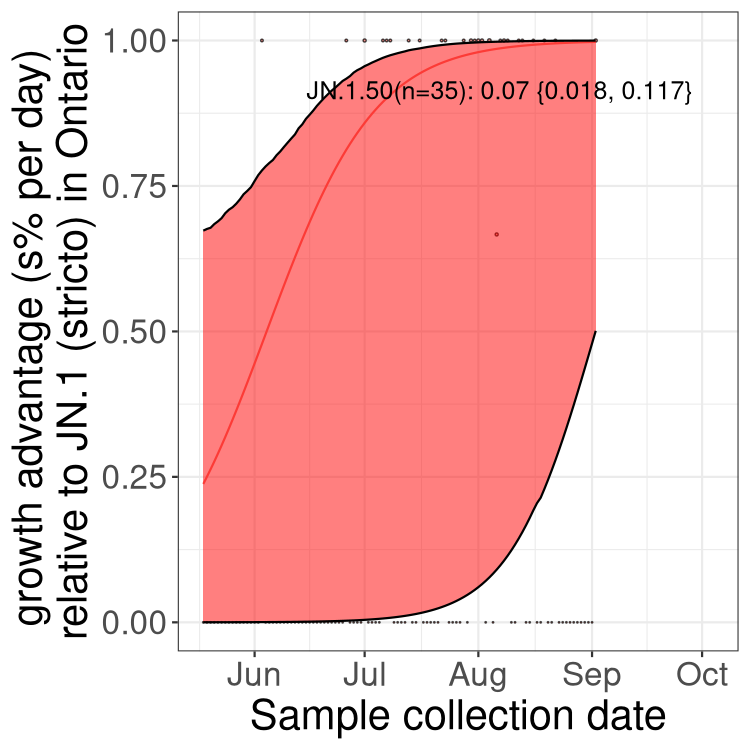 growth advantage (s% per day)
relative to JN.1 (stricto) in Ontario
1.00
0.75
0.50
0.25
0.00
JN.1.50(n=35): 0.07 {0.018, 0.117}
Jun Jul Aug Sep Oct
Sample collection date